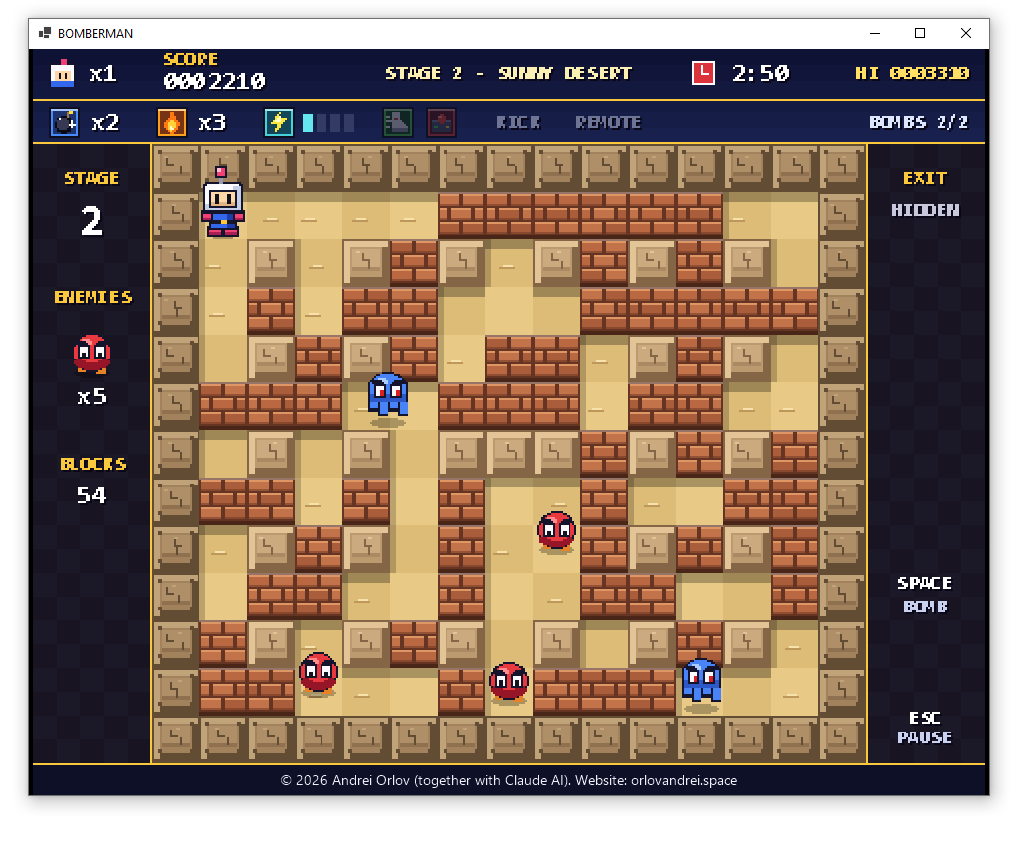 BOMBERMAN
x1
SCORE
0002210
STAGE 2 - SUNNY DESERT
2:50
HI 0003310
x2
x3
KICK
REMOTE
BOMBS 2/2
STAGE
2
ENEMIES
x5
BLOCKS
54
EXIT
HIDDEN
SPACE
BOMB
ESC
PAUSE
© 2026 Andrei Orlov (together with Claude AI). Website: orlovandrei.space